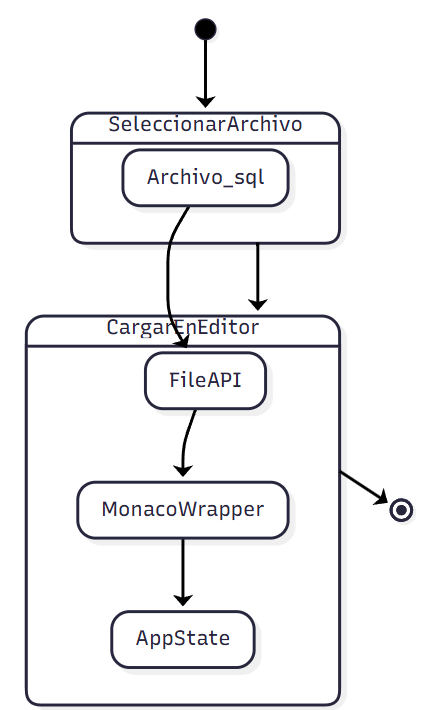 SeleccionarArchivo
Archivo_sql
CargarEnEditor
FileAPI
MonacoWrapper
AppState